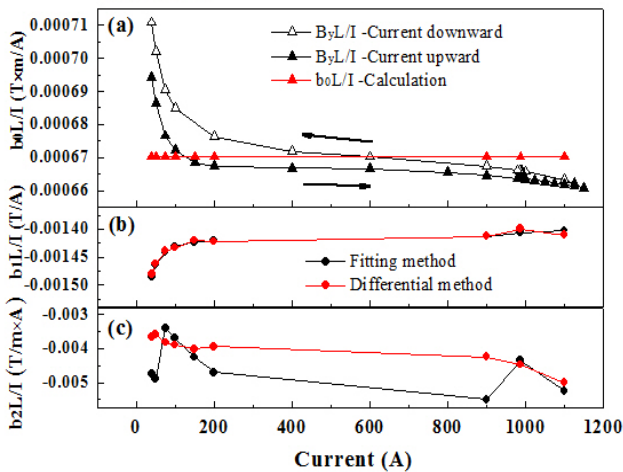 (a)
ByL/I -Current downward
ByL/I -Current upward
b0L/I -Calculation
b0L/I (T×m/A)
0.00071
0.00070
0.00069
0.00068
0.00067
0.00066
(b)
Fitting method
Differential method
b1L/I (T/A)
-0.00140
-0.00145
-0.00150
(c)
b2L/I (T/m×A)
-0.003
-0.004
-0.005
0
200
400
600
800
1000
1200
Current (A)